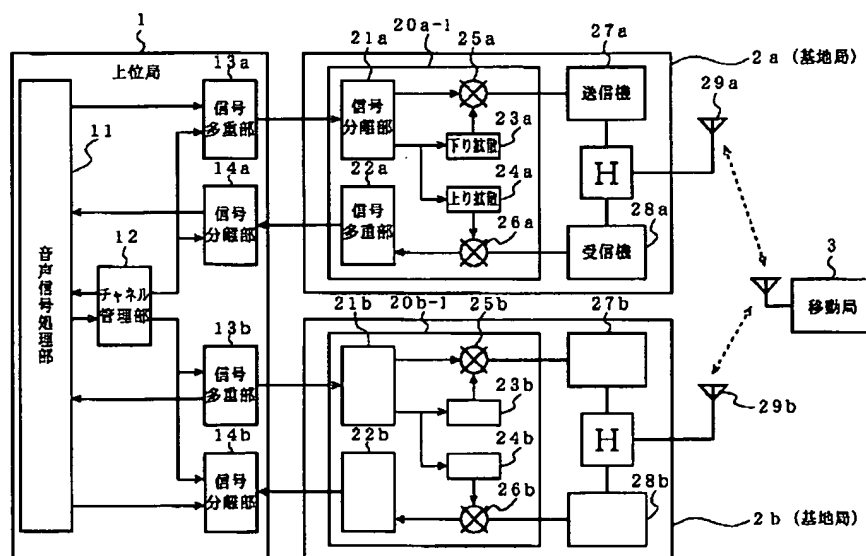 1
上位局
11
音声信号処理部
12
チャネル
管理部
13a
信号
多重部
14a
信号
分離部
13b
信号
多重部
14b
信号
分離部
20a-1
21a
信号
分離部
22a
信号
多重部
25a
下り拡散
23a
上り拡散
24a
26a
27a
送信機
H
28a
受信機
2a (基地局)
29a
3
移動局
20b-1
21b
22b
25b
23b
24b
26b
27b
H
28b
29b
2b (基地局)